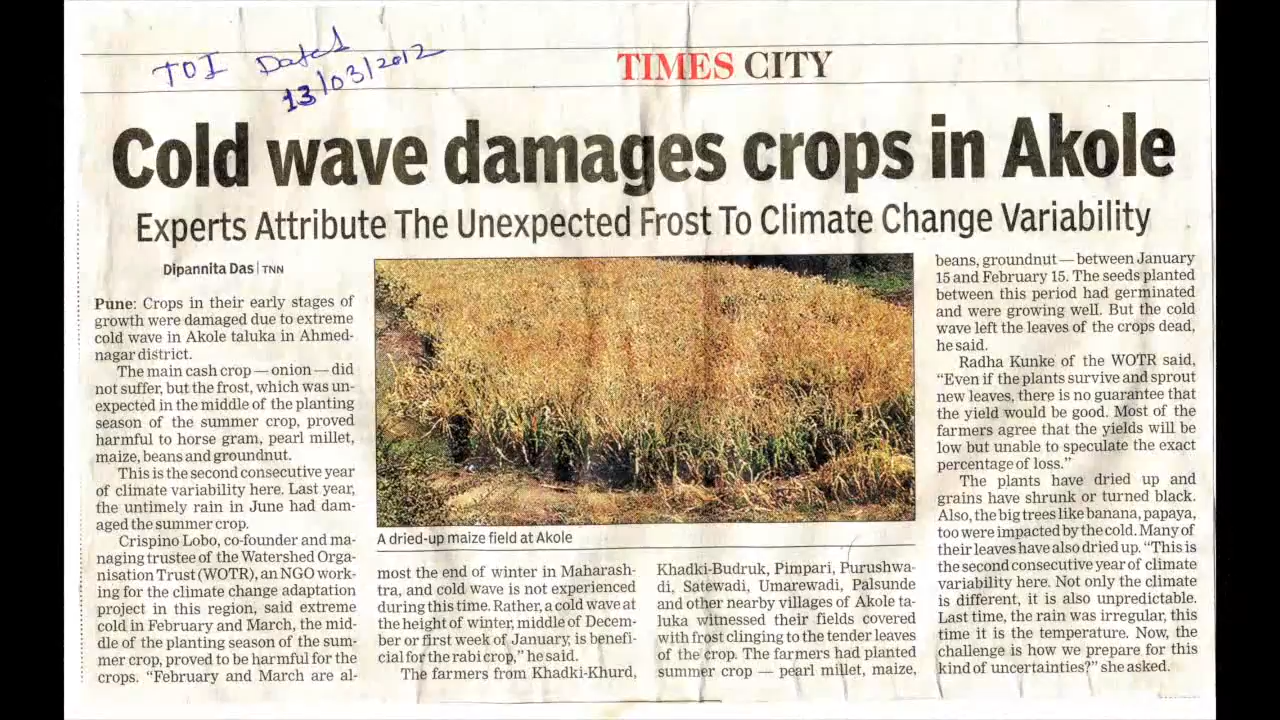 TOI Dated
13/03/2012
TIMES CITY
Cold wave damages crops in Akole
Experts Attribute The Unexpected Frost To Climate Change Variability
Dipannita Das | TNN
Pune: Crops in their early stages of
growth were damaged due to extreme
cold wave in Akole taluka in Ahmed-
nagar district.
The main cash crop — onion — did
not suffer, but the frost, which was un-
expected in the middle of the planting
season of the summer crop, proved
harmful to horse gram, pearl millet,
maize, beans and groundnut.
This is the second consecutive year
of climate variability here. Last year,
the untimely rain in June had dam-
aged the summer crop.
Crispino Lobo, co-founder and ma-
naging trustee of the Watershed Orga-
nisation Trust (WOTR), an NGO work-
ing for the climate change adaptation
project in this region, said extreme
cold in February and March, the mid-
dle of the planting season of the sum-
mer crop, proved to be harmful for the
crops. “February and March are al-
A dried-up maize field at Akole
most the end of winter in Maharash-
tra, and cold wave is not experienced
during this time. Rather, a cold wave at
the height of winter, middle of Decem-
ber or first week of January, is benefi-
cial for the rabi crop,” he said.
The farmers from Khadki-Khurd,
Khadki-Budruk, Pimpari, Purushwa-
di, Satewadi, Umarewadi, Palsunde
and other nearby villages of Akole ta-
luka witnessed their fields covered
with frost clinging to the tender leaves
of the crop. The farmers had planted
summer crop — pearl millet, maize,
beans, groundnut — between January
15 and February 15. The seeds planted
between this period had germinated
and were growing well. But the cold
wave left the leaves of the crops dead,
he said.
Radha Kunke of the WOTR said,
“Even if the plants survive and sprout
new leaves, there is no guarantee that
the yield would be good. Most of the
farmers agree that the yields will be
low but unable to speculate the exact
percentage of loss.”
The plants have dried up and
grains have shrunk or turned black.
Also, the big trees like banana, papaya,
too were impacted by the cold. Many of
their leaves have also dried up. “This is
the second consecutive year of climate
variability here. Not only the climate
is different, it is also unpredictable.
Last time, the rain was irregular, this
time it is the temperature. Now, the
challenge is how we prepare for this
kind of uncertainties?” she asked.